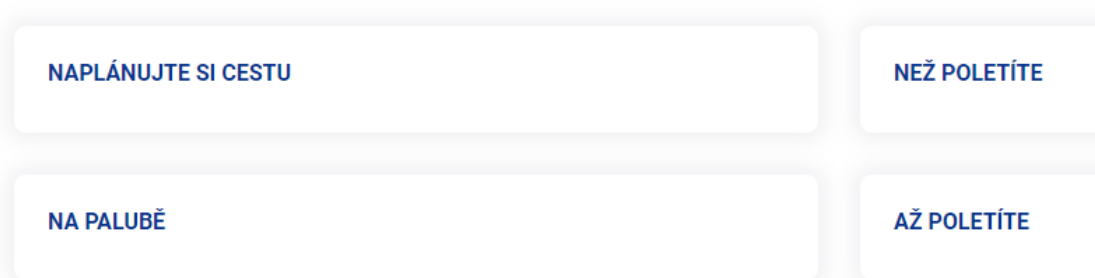 NAPLÁNUJTE SI CESTU
NEŽ POLETÍTE
NA PALUBĚ
AŽ POLETÍTE